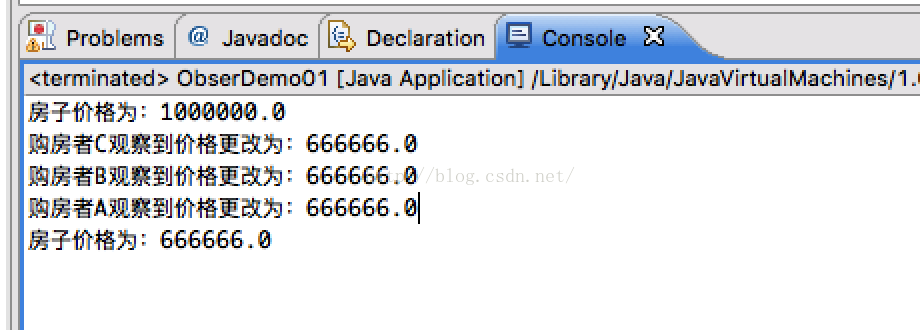 Problems @ Javadoc Declaration Console
<terminated> ObserDemo01 [Java Application] /Library/Java/JavaVirtualMachines/1.
房子价格为：1000000.0
购房者C观察到价格更改为：666666.0
购房者B观察到价格更改为：666666.0
/blog.csdn.net/
购房者A观察到价格更改为：666666.0
房子价格为：666666.0